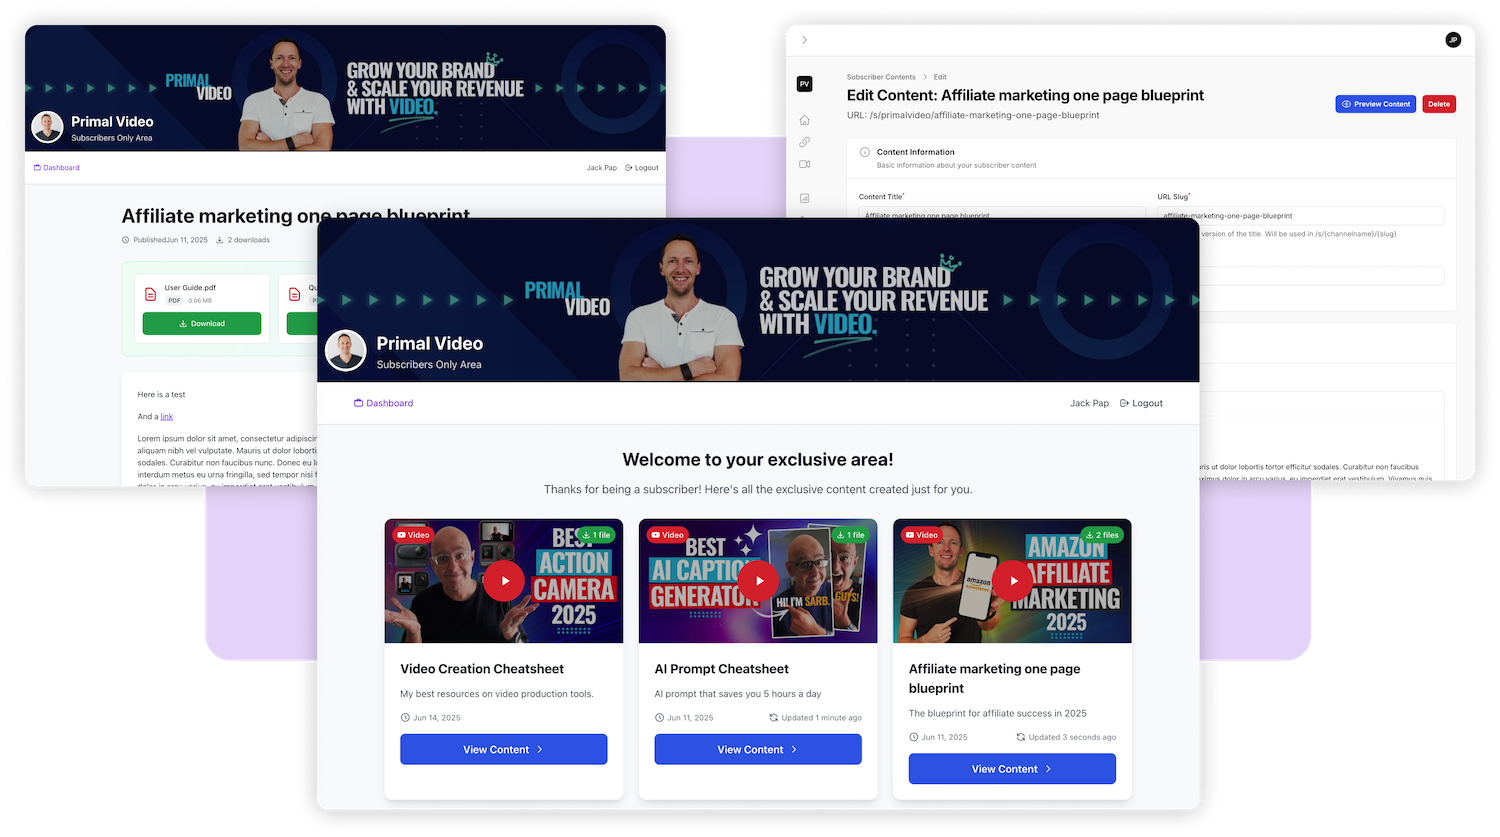 PRIMAL
VIDEO
GROW YOUR BRAND
& SCALE YOUR REVENUE
WITH VIDEO.
Primal Video
Subscribers Only Area
Dashboard
Jack Pap
Logout
Affiliate marketing one page blueprint
PublishedJun 11, 2025
2 downloads
User Guide.pdf
PDF
0.06 MB
Download
Here is a test
And a link
Lorem ipsum dolor sit amet, consectetur adipiscin
aliquam nibh vel vulputate. Mauris ut dolor loborti
sodales. Curabitur non faucibus nunc. Donec eu l
interdum metus eu urna fringilla, sed tempor nisi f
JP
PV
Subscriber Contents
Edit
Edit Content: Affiliate marketing one page blueprint
URL: /s/primalvideo/affiliate-marketing-one-page-blueprint
Preview Content
Delete
Content Information
Basic information about your subscriber content
Content Title*
URL Slug*
Affiliate marketing one page blueprint
affiliate-marketing-one-page-blueprint
version of the title. Will be used in /s/{channelname}/{slug}
ris ut dolor lobortis tortor efficitur sodales. Curabitur non faucibus
ximus dolor in arcu varius, eu imperdiet erat vestibulum. Vivamus quis
PRIMAL
VIDEO
GROW YOUR BRAND
& SCALE YOUR REVENUE
WITH VIDEO.
Primal Video
Subscribers Only Area
Dashboard
Jack Pap
Logout
Welcome to your exclusive area!
Thanks for being a subscriber! Here's all the exclusive content created just for you.
Video
1 file
BEST
ACTION
CAMERA
2025
Video Creation Cheatsheet
My best resources on video production tools.
Jun 14, 2025
View Content
Video
1 file
BEST
AI CAPTION
GENERATOR
HI! I'M SARB.
GUYS!
AI Prompt Cheatsheet
AI prompt that saves you 5 hours a day
Jun 11, 2025
Updated 1 minute ago
View Content
Video
2 files
amazon
AMAZON
AFFILIATE
MARKETING
2025
Affiliate marketing one page
blueprint
The blueprint for affiliate success in 2025
Jun 11, 2025
Updated 3 seconds ago
View Content